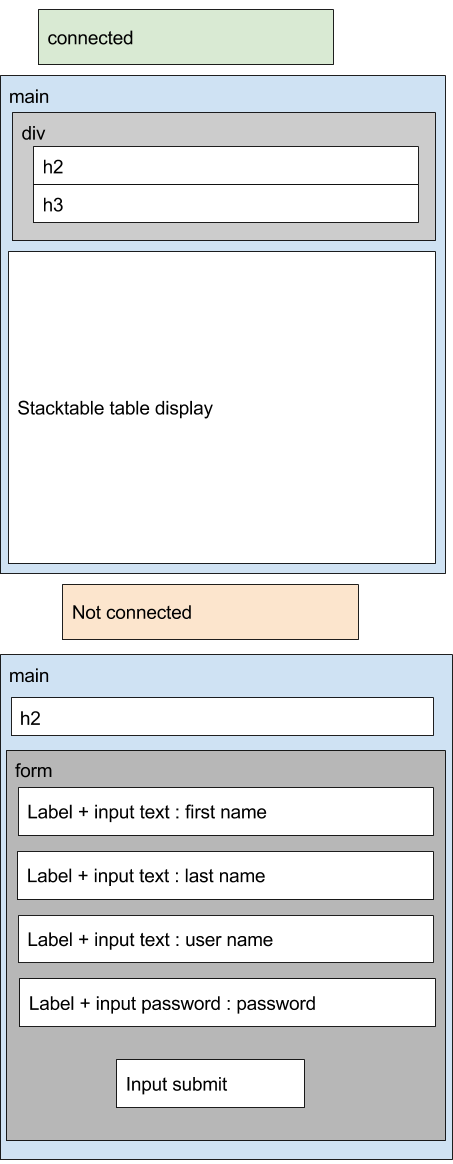 connected
main
div
h2
h3
Stacktable table display
Not connected
main
h2
form
Label + input text : first name
Label + input text : last name
Label + input text : user name
Label + input password : password
Input submit